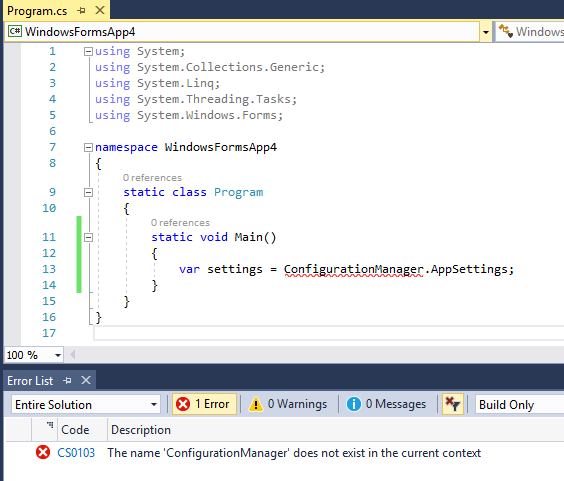 Program.cs
WindowsFormsApp4
Windows
1 using System;
2 using System.Collections.Generic;
3 using System.Linq;
4 using System.Threading.Tasks;
5 using System.Windows.Forms;
6
7 namespace WindowsFormsApp4
8 {
0 references
9 static class Program
10 {
0 references
11 static void Main()
12 {
13 var settings = ConfigurationManager.AppSettings;
14 }
15 }
16 }
17
100 %
Error List
Entire Solution 1 Error 0 Warnings 0 Messages Build Only
Code Description
CS0103 The name 'ConfigurationManager' does not exist in the current context